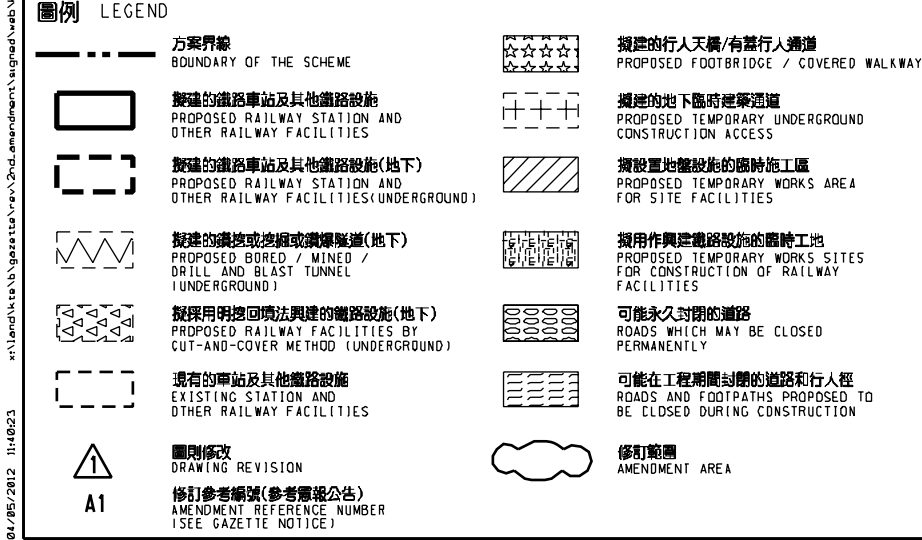 圖例 LEGEND
方案界線
BOUNDARY OF THE SCHEME
擬建的鐵路車站及其他鐵路設施
PROPOSED RAILWAY STATION AND
OTHER RAILWAY FACILITIES
擬建的鐵路車站及其他鐵路設施(地下)
PROPOSED RAILWAY STATION AND
OTHER RAILWAY FACILITIES(UNDERGROUND)
擬建的鑽挖或挖掘或鑽爆隧道(地下)
PROPOSED BORED / MINED /
DRILL AND BLAST TUNNEL
(UNDERGROUND)
擬採用明挖回填法興建的鐵路設施(地下)
PROPOSED RAILWAY FACILITIES BY
CUT-AND-COVER METHOD (UNDERGROUND)
現有的車站及其他鐵路設施
EXISTING STATION AND
OTHER RAILWAY FACILITIES
1
圖則修改
DRAWING REVISION
A1
修訂參考編號(參考憲報公告)
AMENDMENT REFERENCE NUMBER
(SEE GAZETTE NOTICE)
擬建的行人天橋/有蓋行人通道
PROPOSED FOOTBRIDGE / COVERED WALKWAY
擬建的地下臨時建築通道
PROPOSED TEMPORARY UNDERGROUND
CONSTRUCTION ACCESS
擬設置地盤設施的臨時施工區
PROPOSED TEMPORARY WORKS AREA
FOR SITE FACILITIES
擬用作興建鐵路設施的臨時工地
PROPOSED TEMPORARY WORKS SITES
FOR CONSTRUCTION OF RAILWAY
FACILITIES
可能永久封閉的道路
ROADS WHICH MAY BE CLOSED
PERMANENTLY
可能在工程期間封閉的道路和行人徑
ROADS AND FOOTPATHS PROPOSED TO
BE CLOSED DURING CONSTRUCTION
修訂範圍
AMENDMENT AREA
04/05/2012 11:40:23 x:\land\kte\b\gazette\rev\2nd.amendment\signed\web\